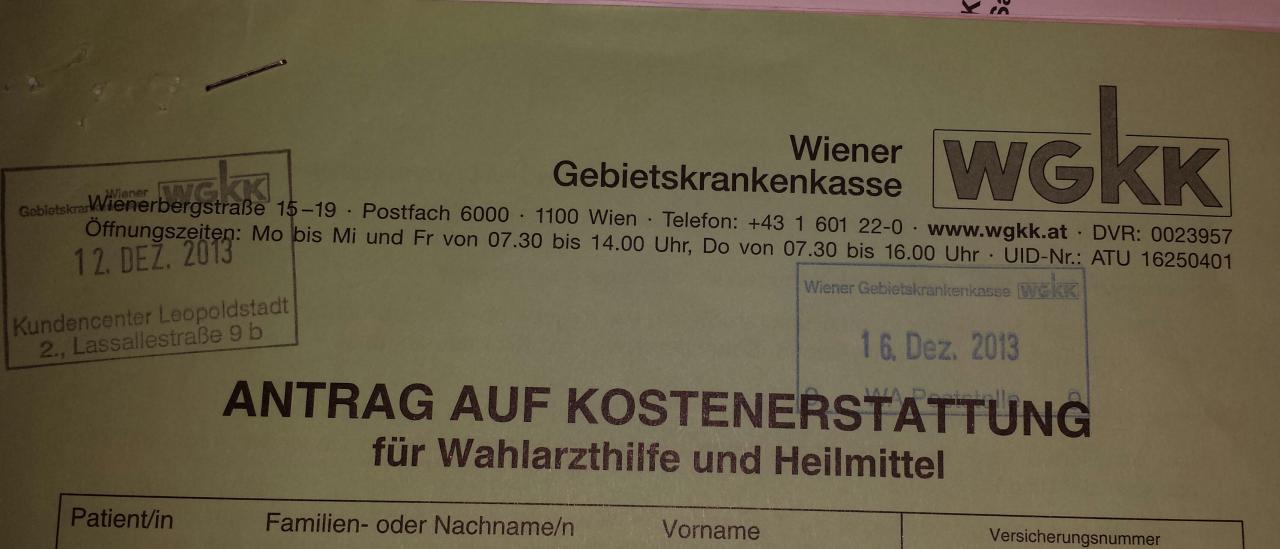 Wiener
Gebietskrankenkasse
WGKK
Wiener WGKK
Wienerbergstraße 15–19 · Postfach 6000 · 1100 Wien · Telefon: +43 1 601 22-0 · www.wgkk.at · DVR: 0023957
Öffnungszeiten: Mo bis Mi und Fr von 07.30 bis 14.00 Uhr, Do von 07.30 bis 16.00 Uhr · UID-Nr.: ATU 16250401
12. DEZ. 2013
Kundencenter Leopoldstadt
2., Lassallestraße 9 b
Wiener Gebietskrankenkasse WGKK
16. Dez. 2013
ANTRAG AUF KOSTENERSTATTUNG
für Wahlarzthilfe und Heilmittel
Patient/in Familien- oder Nachname/n Vorname Versicherungsnummer